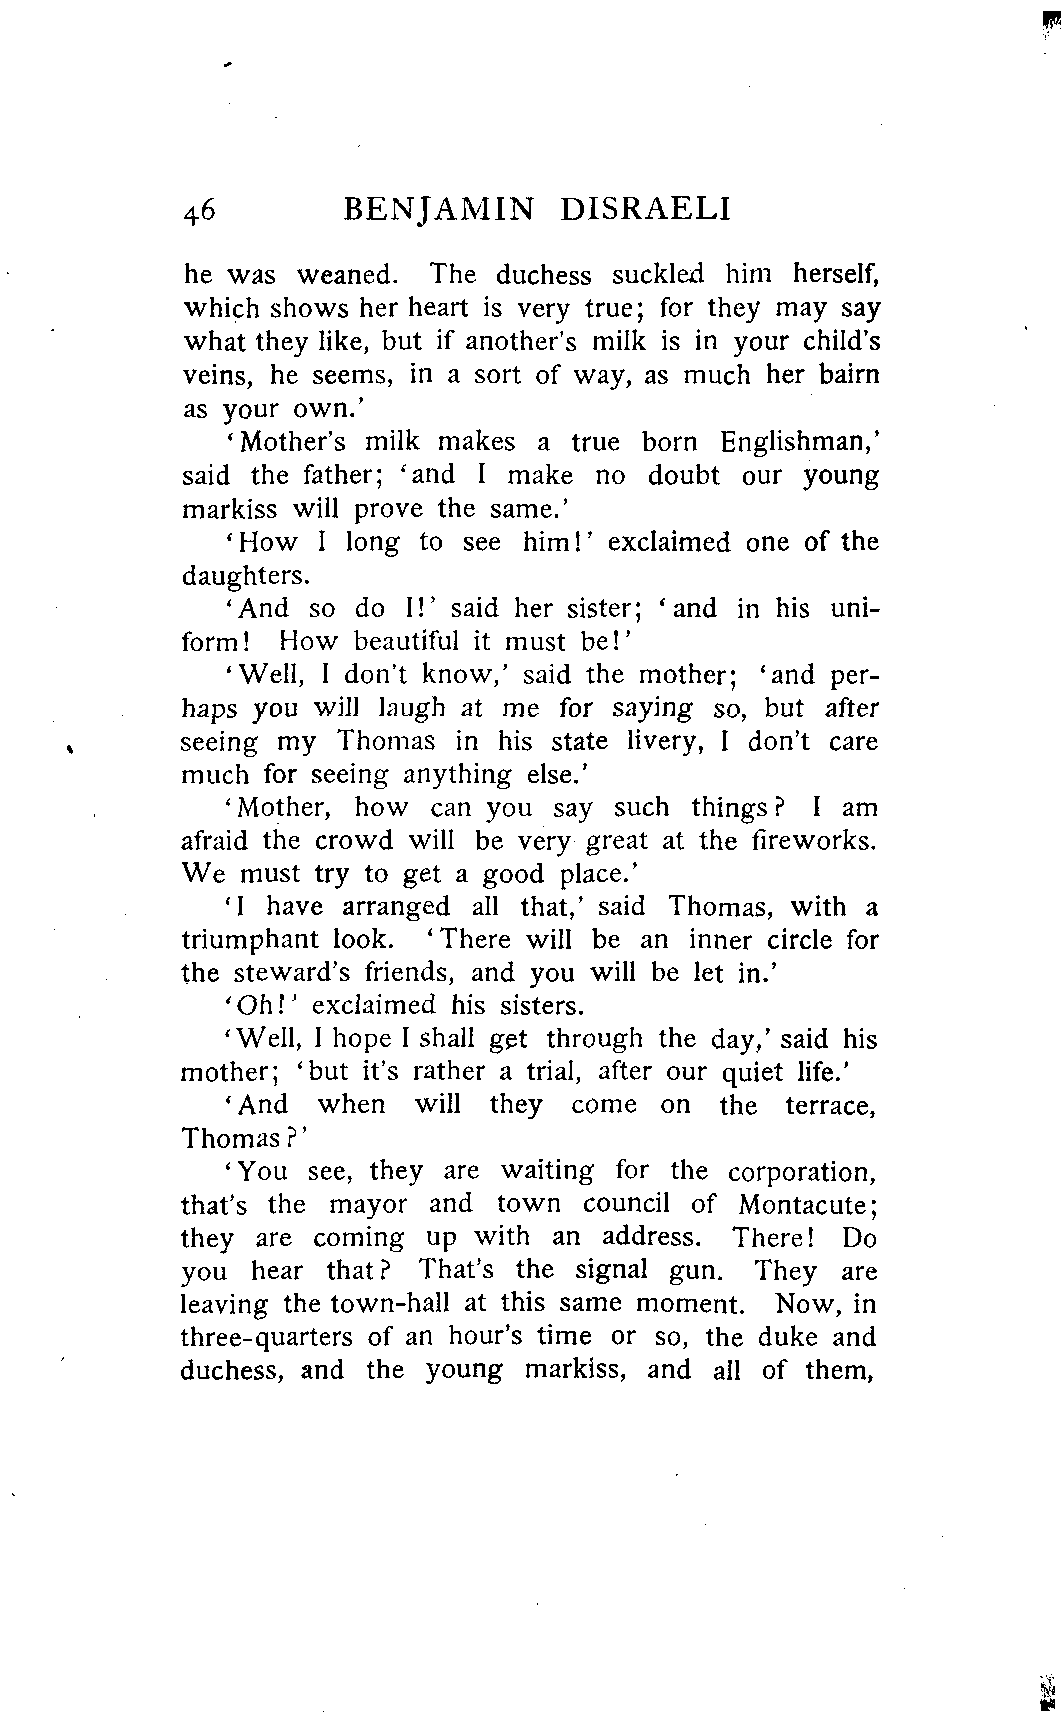 46 BENJAMIN DISRAELI
he was weaned. The duchess suckled him herself,
which shows her heart is very true; for they may say
what they like, but if another's milk is in your child's
veins, he seems, in a sort of way, as much her bairn
as your own.'
'Mother's milk makes a true born Englishman,'
said the father; 'and I make no doubt our young
markiss will prove the same.'
'How I long to see him!' exclaimed one of the
daughters.
'And so do I!' said her sister; 'and in his uni-
form! How beautiful it must be!'
'Well, I don't know,' said the mother; 'and per-
haps you will laugh at me for saying so, but after
seeing my Thomas in his state livery, I don't care
much for seeing anything else.'
'Mother, how can you say such things? I am
afraid the crowd will be very great at the fireworks.
We must try to get a good place.'
'I have arranged all that,' said Thomas, with a
triumphant look. 'There will be an inner circle for
the steward's friends, and you will be let in.'
'Oh!' exclaimed his sisters.
'Well, I hope I shall get through the day,' said his
mother; 'but it's rather a trial, after our quiet life.'
'And when will they come on the terrace,
Thomas?'
'You see, they are waiting for the corporation,
that's the mayor and town council of Montacute;
they are coming up with an address. There! Do
you hear that? That's the signal gun. They are
leaving the town-hall at this same moment. Now, in
three-quarters of an hour's time or so, the duke and
duchess, and the young markiss, and all of them,